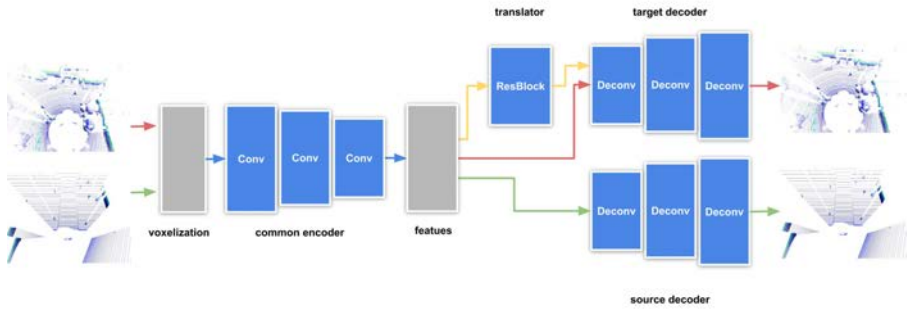 translator
target decoder
ResBlock
Deconv
Deconv
Deconv
Conv
Conv
Conv
voxelization
common encoder
featues
Deconv
Deconv
Deconv
source decoder